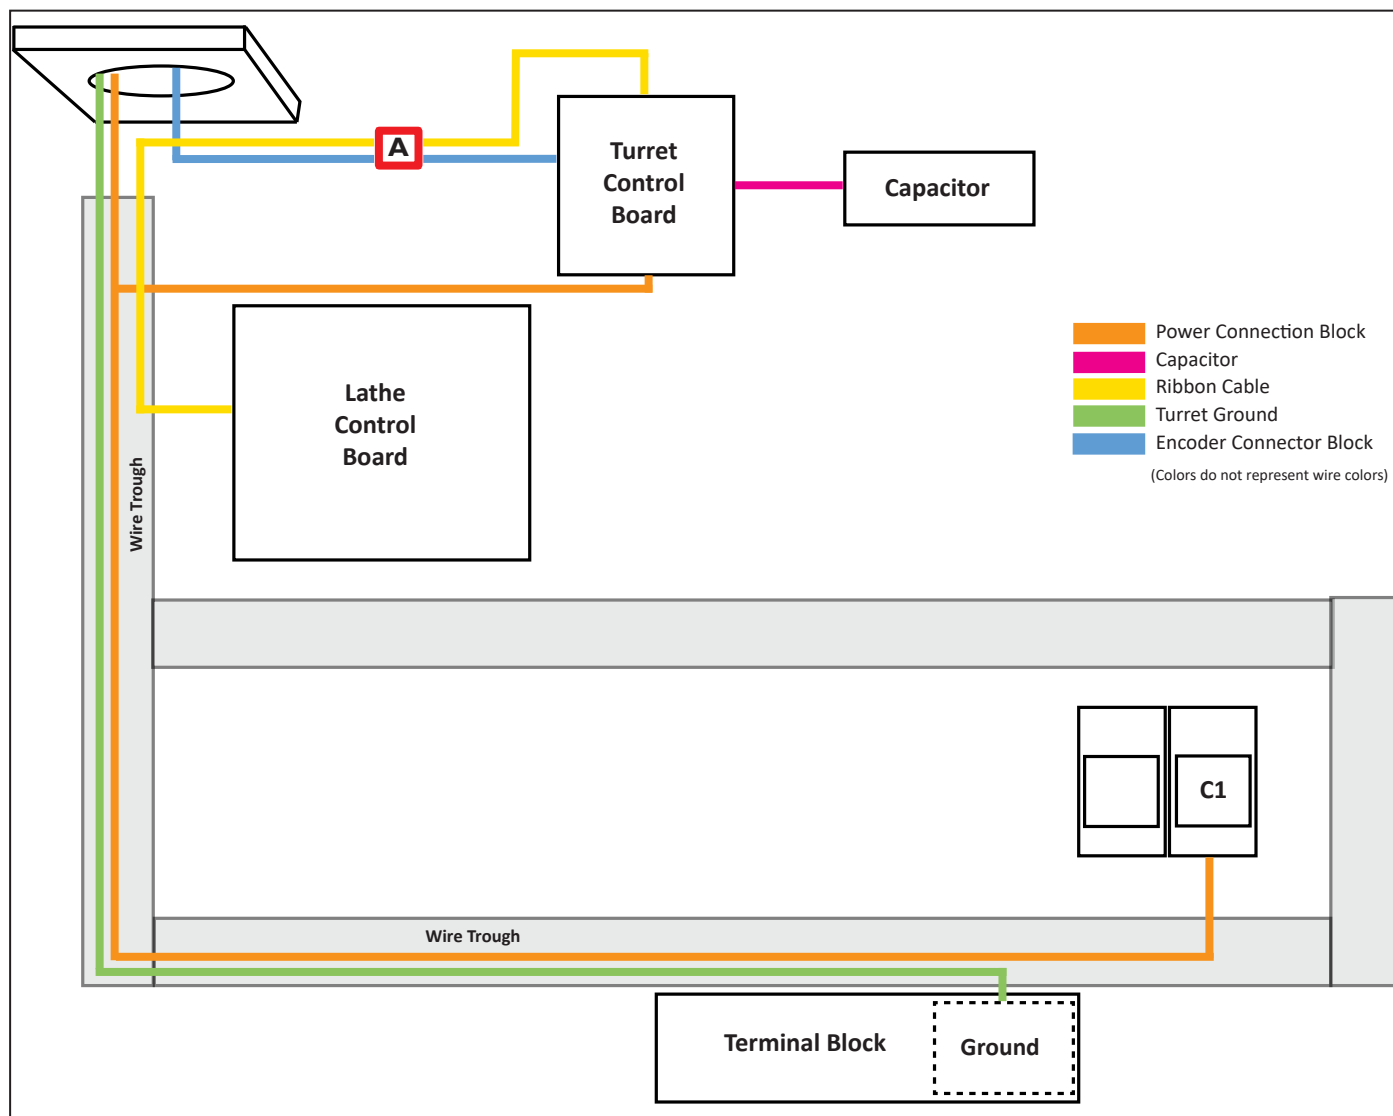 A
Turret
Control
Board
Capacitor
Power Connection Block
Capacitor
Ribbon Cable
Turret Ground
Encoder Connector Block
(Colors do not represent wire colors)
Lathe
Control
Board
Wire Trough
C1
Wire Trough
Terminal Block
Ground